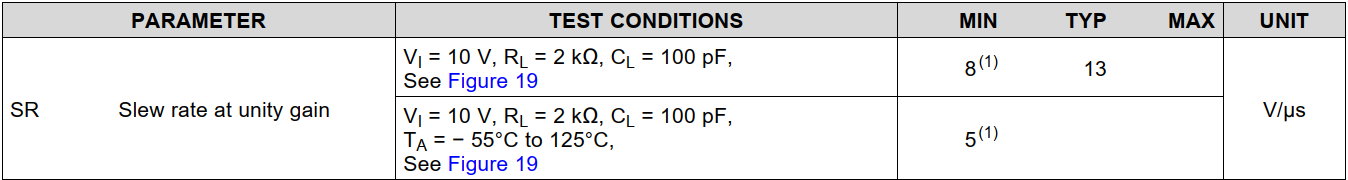 PARAMETER TEST CONDITIONS MIN TYP MAX UNIT
SR Slew rate at unity gain
V_I = 10 V, R_L = 2 kΩ, C_L = 100 pF,
See Figure 19
8(1) 13
V_I = 10 V, R_L = 2 kΩ, C_L = 100 pF,
T_A = − 55°C to 125°C,
See Figure 19
5(1)
V/μs